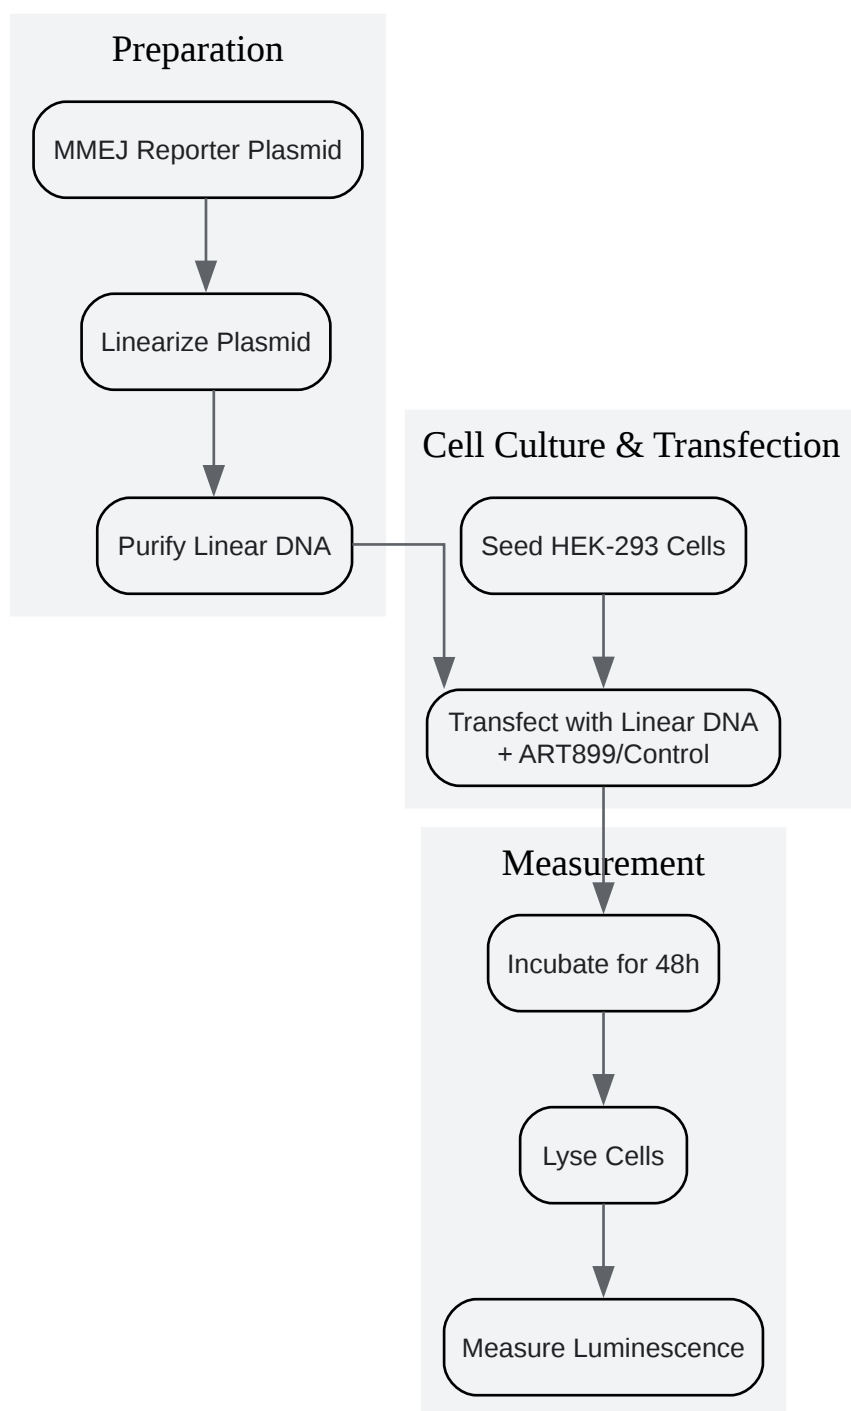 Preparation
MMEJ Reporter Plasmid
Linearize Plasmid
Purify Linear DNA
Cell Culture & Transfection
Seed HEK-293 Cells
Transfect with Linear DNA
+ ART899/Control
Measurement
Incubate for 48h
Lyse Cells
Measure Luminescence